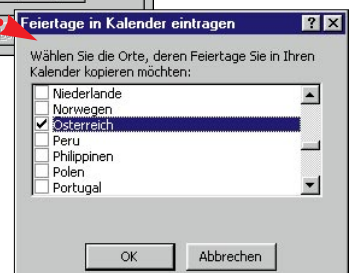 Feiertage in Kalender eintragen
Wählen Sie die Orte, deren Feiertage Sie in Ihren
Kalender kopieren möchten:
Niederlande
Norwegen
Österreich
Peru
Philippinen
Polen
Portugal
OK
Abbrechen